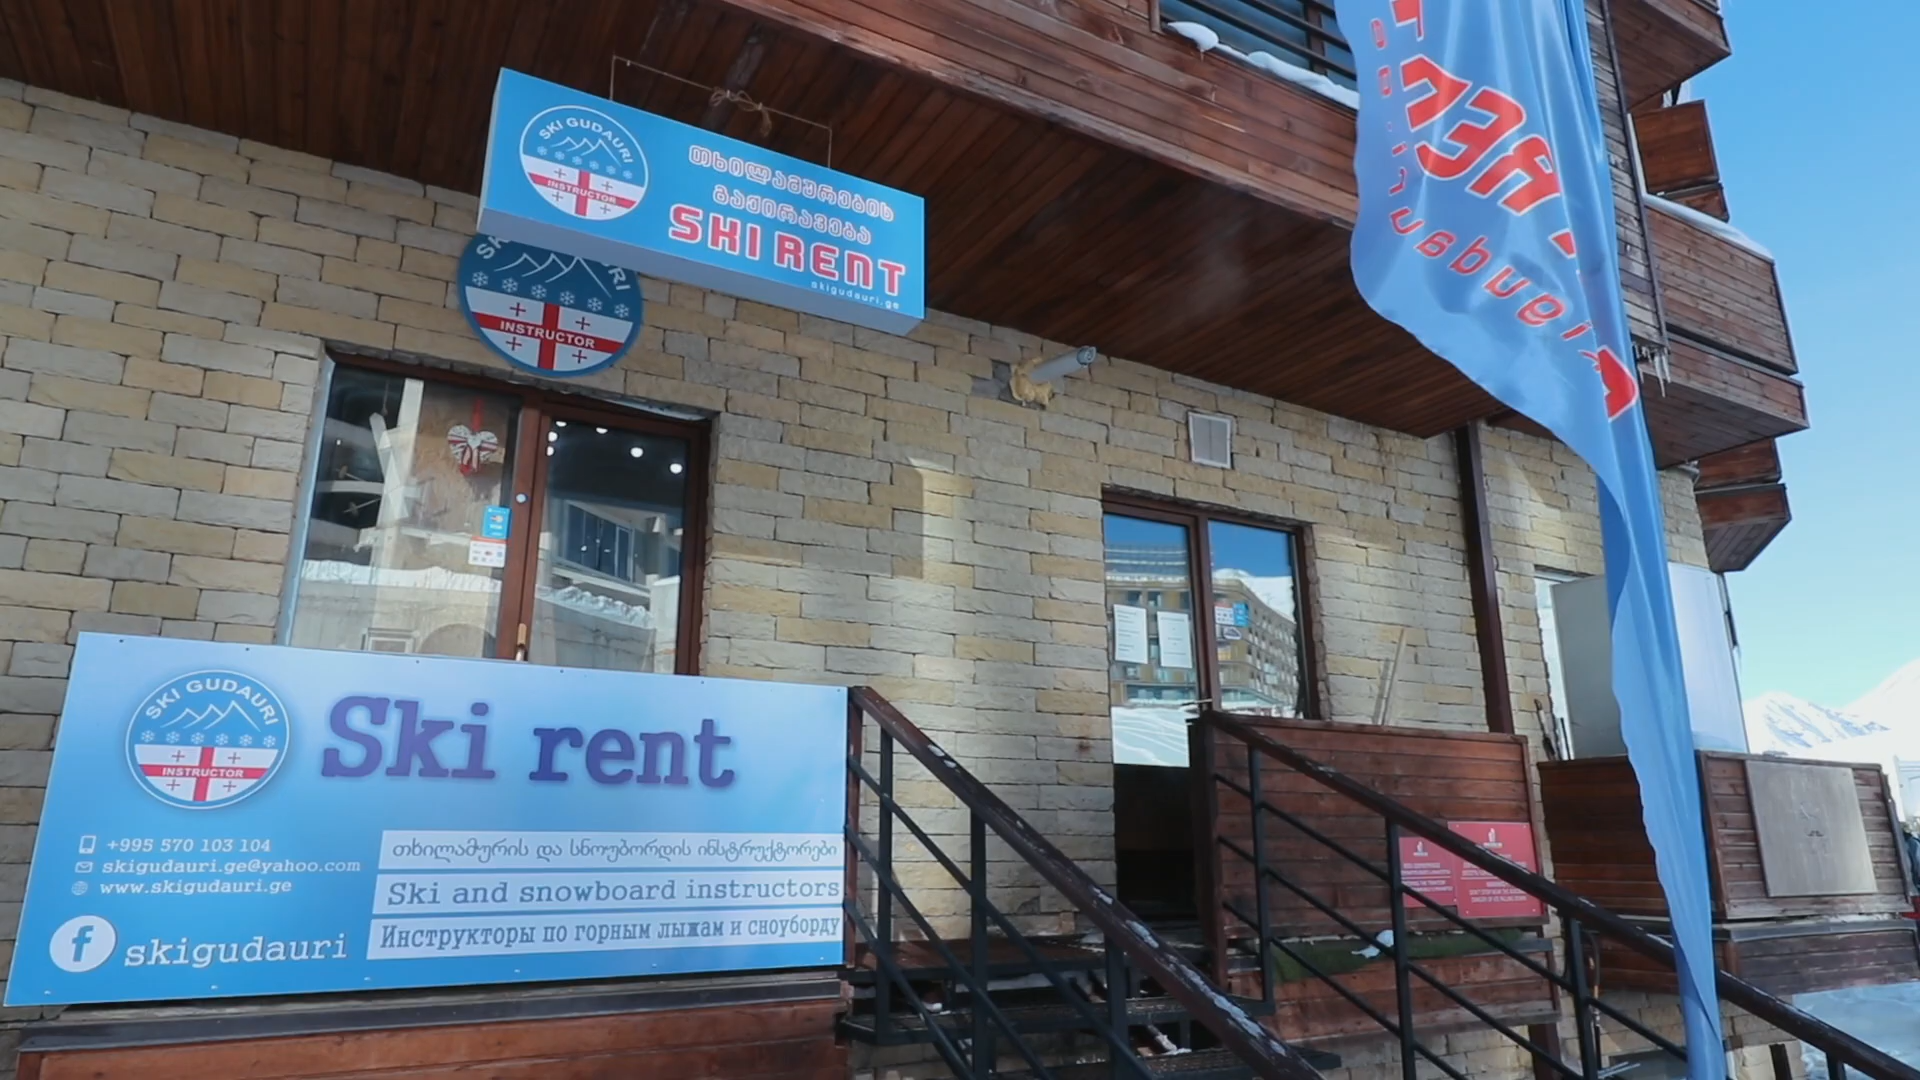 SKI GUDAURI
INSTRUCTOR
თხილამურების
გაქირავება
SKI RENT
skigudauri.ge
INSTRUCTOR
SKI GUDAURI
INSTRUCTOR
Ski rent
+995 570 103 104
skigudauri.ge@yahoo.com
www.skigudauri.ge
skigudauri
თხილამურის და სნოუბორდის ინსტრუქტორები
Ski and snowboard instructors
Инструкторы по горным лыжам и сноуборду